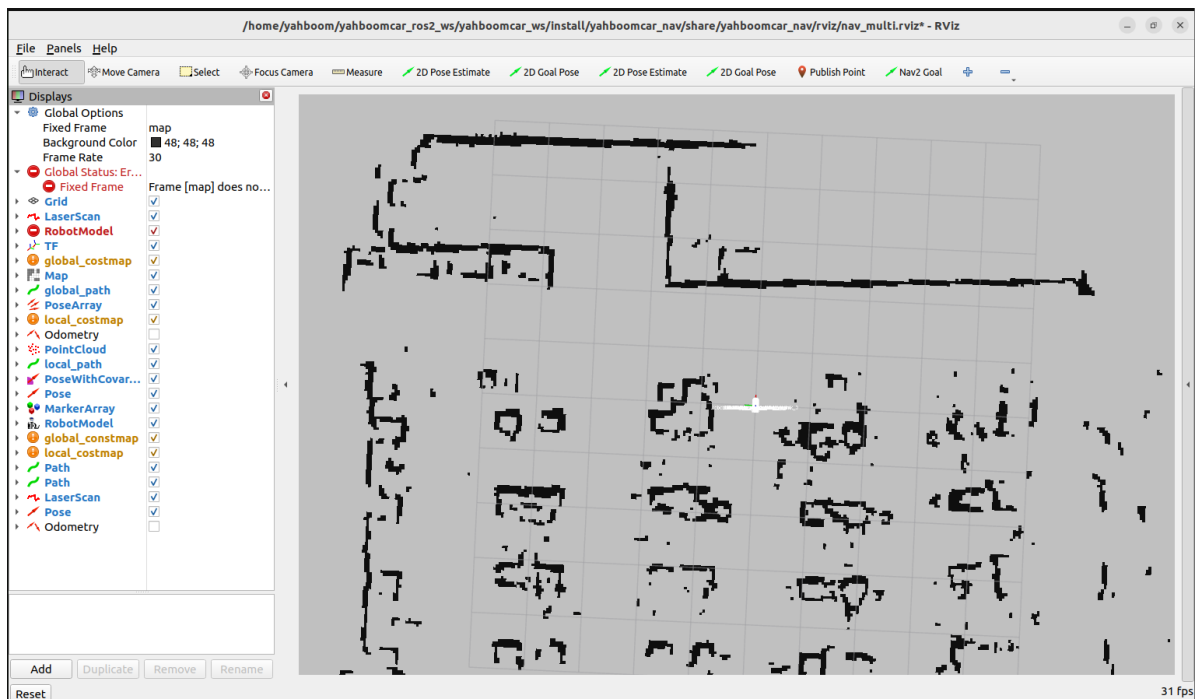 /home/yahboom/yahboomcar_ros2_ws/yahboomcar_ws/install/yahboomcar_nav/share/yahboomcar_nav/rviz/nav_multi.rviz* - RViz
File Panels Help
Interact Move Camera Select Focus Camera Measure 2D Pose Estimate 2D Goal Pose 2D Pose Estimate 2D Goal Pose Publish Point Nav2 Goal
Displays
Global Options
Fixed Frame map
Background Color 48; 48; 48
Frame Rate 30
Global Status: Er...
Fixed Frame Frame [map] does no...
Grid
LaserScan
RobotModel
TF
global_costmap
Map
global_path
PoseArray
local_costmap
Odometry
PointCloud
local_path
PoseWithCovar...
Pose
MarkerArray
RobotModel
global_constmap
local_costmap
Path
Path
LaserScan
Pose
Odometry
Add Duplicate Remove Rename
Reset
31 fps